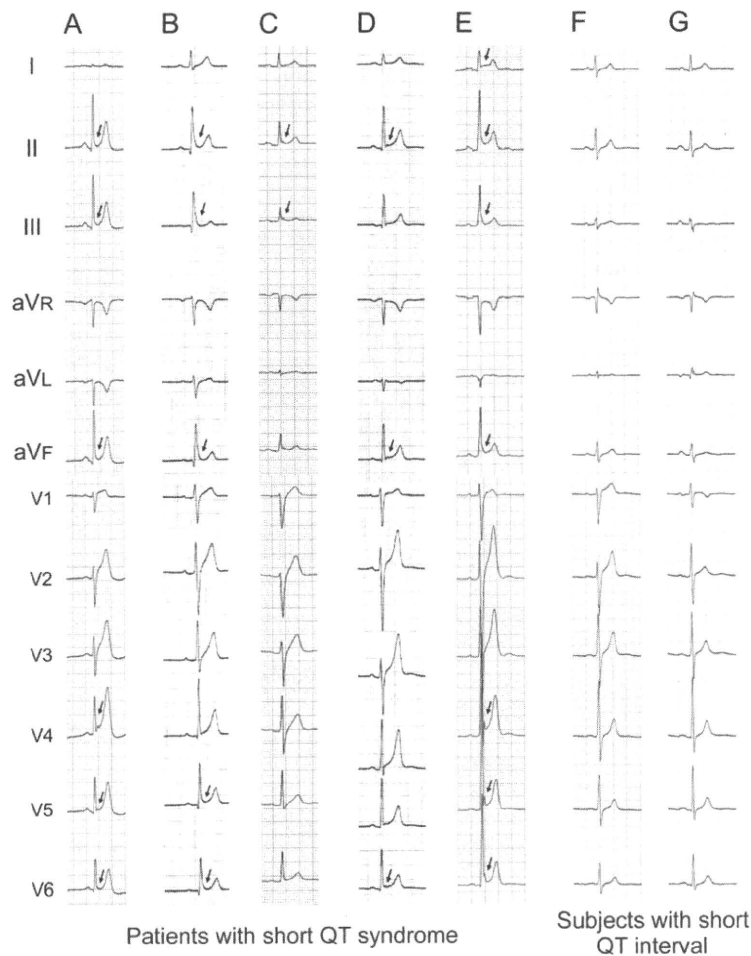 A B C D E F G
I
II
III
aVR
aVL
aVF
V1
V2
V3
V4
V5
V6
Patients with short QT syndrome
Subjects with short
QT interval